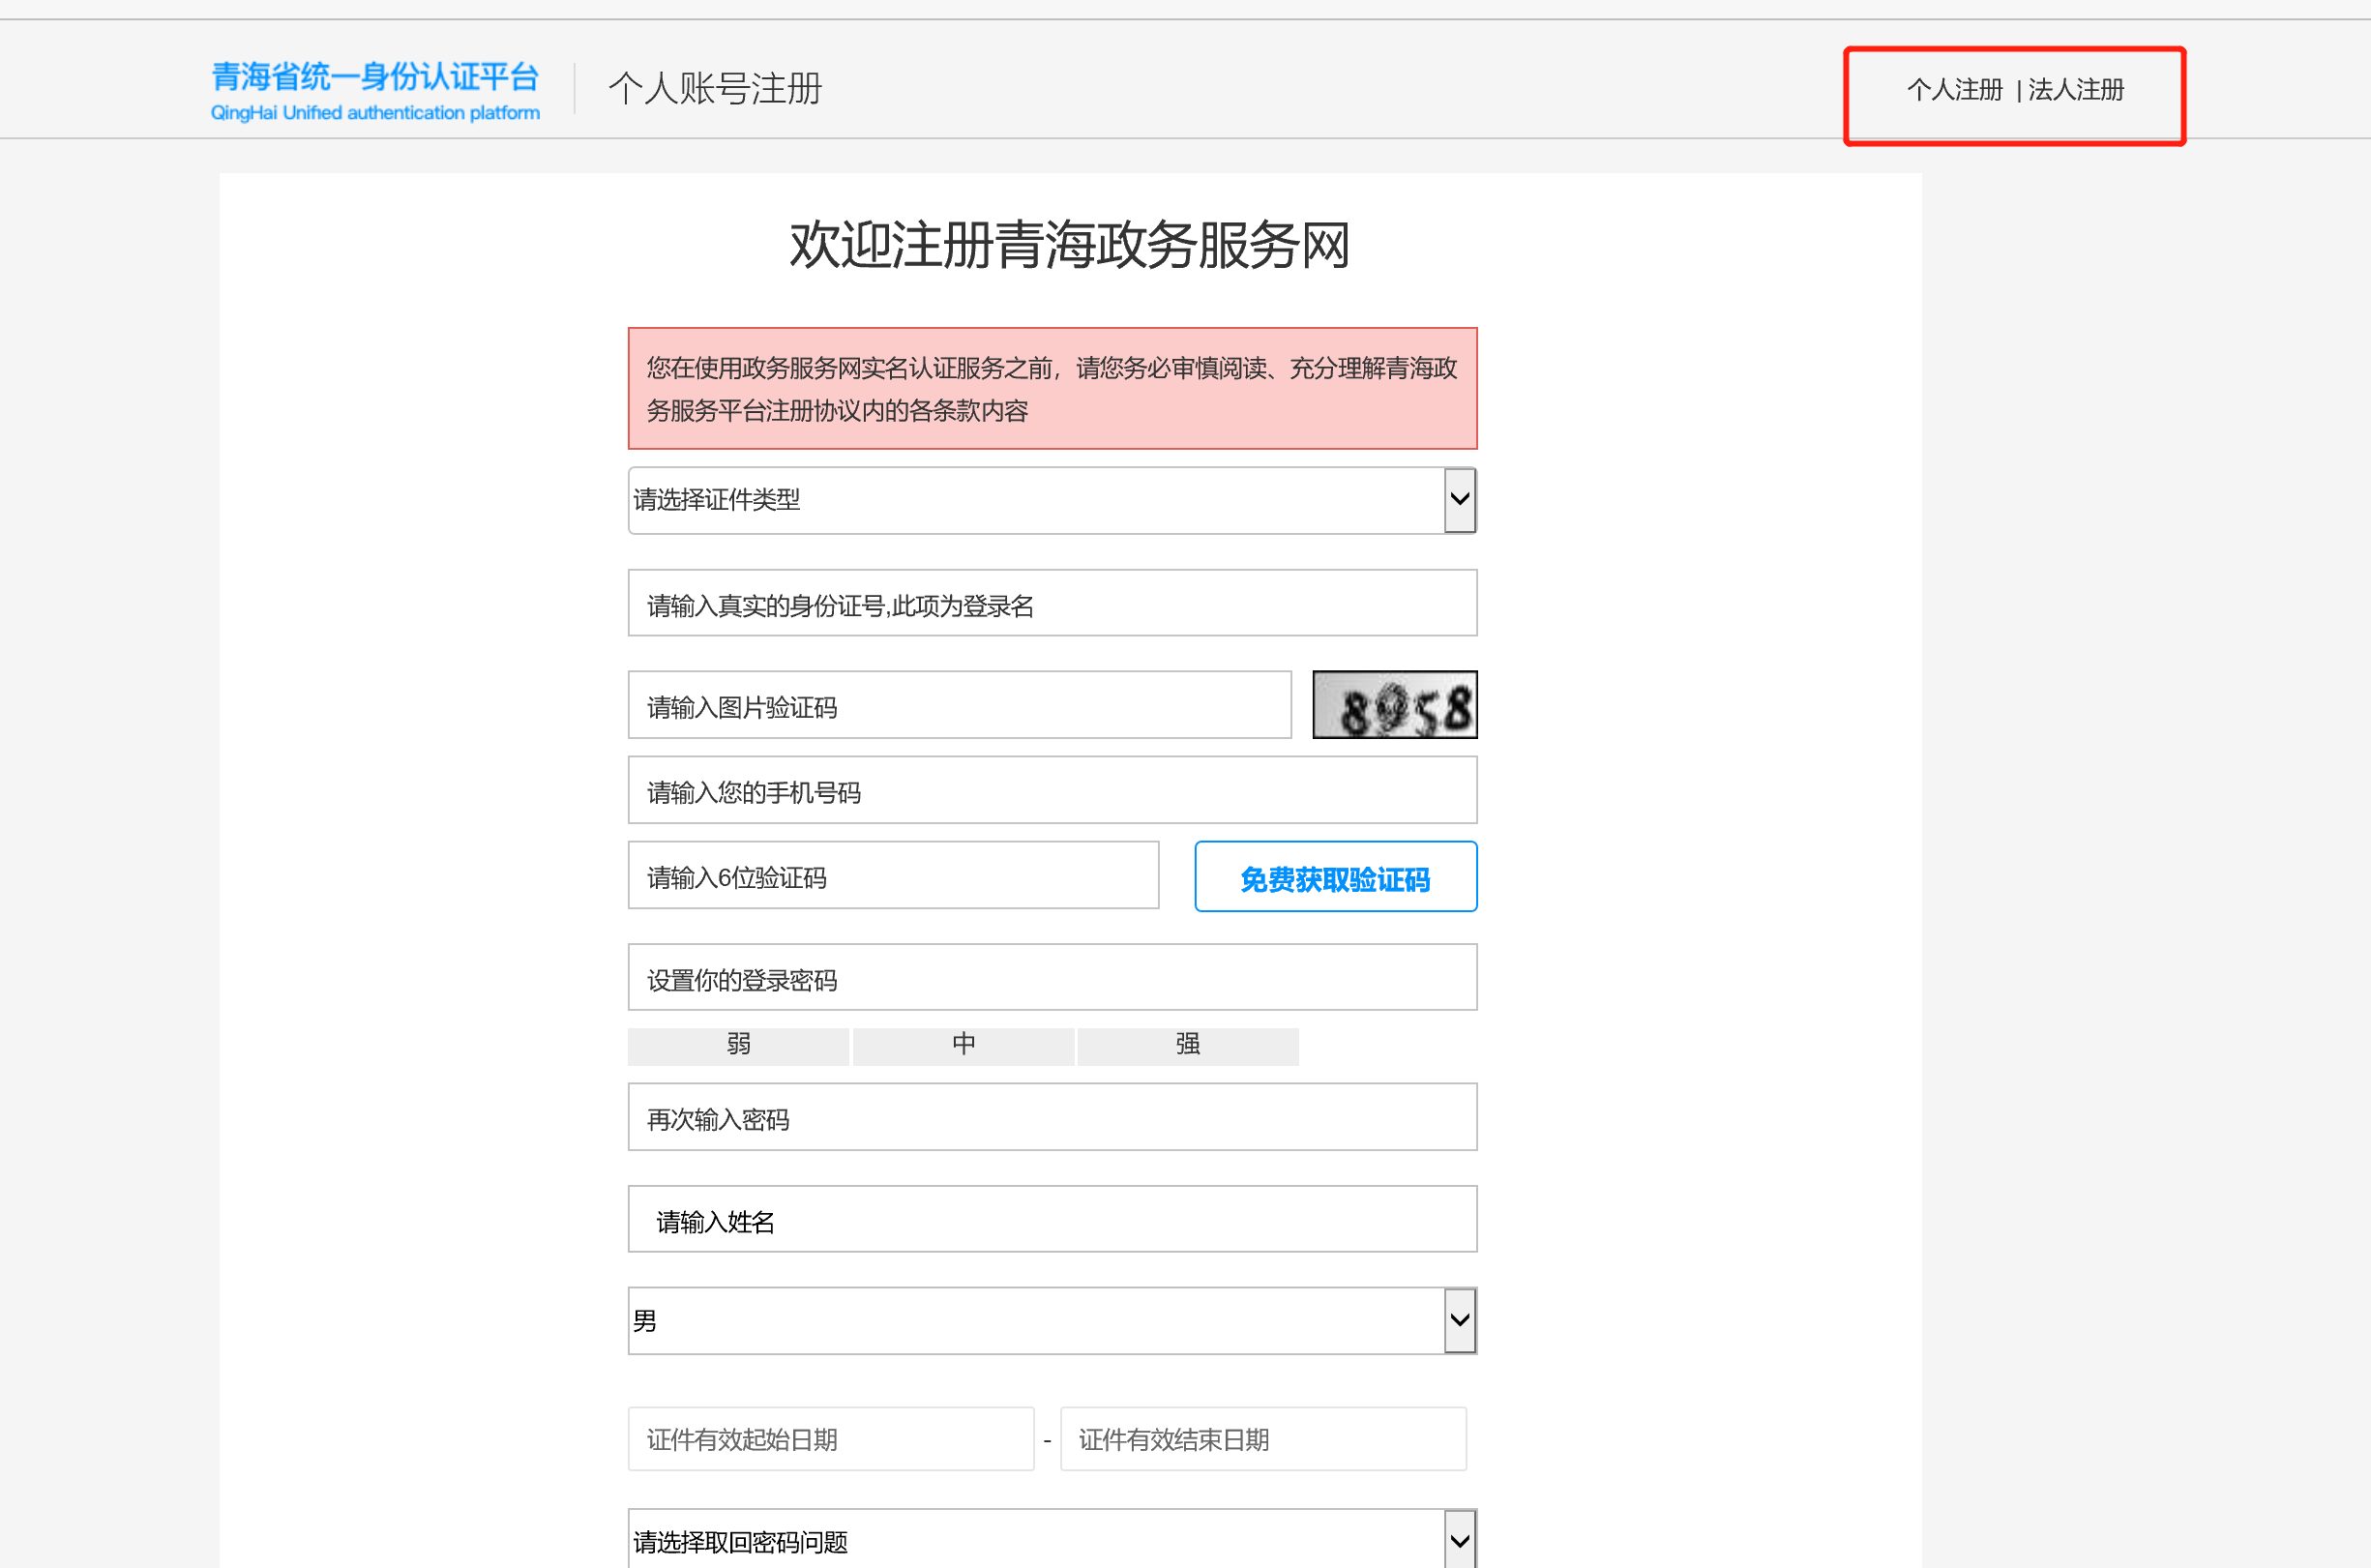 青海省统一身份认证平台
QingHai Unified authentication platform
个人账号注册
个人注册 | 法人注册
欢迎注册青海政务服务网
您在使用政务服务网实名认证服务之前，请您务必审慎阅读、充分理解青海政
务服务平台注册协议内的各条款内容
请选择证件类型
请输入真实的身份证号,此项为登录名
请输入图片验证码
8958
请输入您的手机号码
请输入6位验证码
免费获取验证码
设置你的登录密码
弱 中 强
再次输入密码
请输入姓名
男
证件有效起始日期 - 证件有效结束日期
请选择取回密码问题